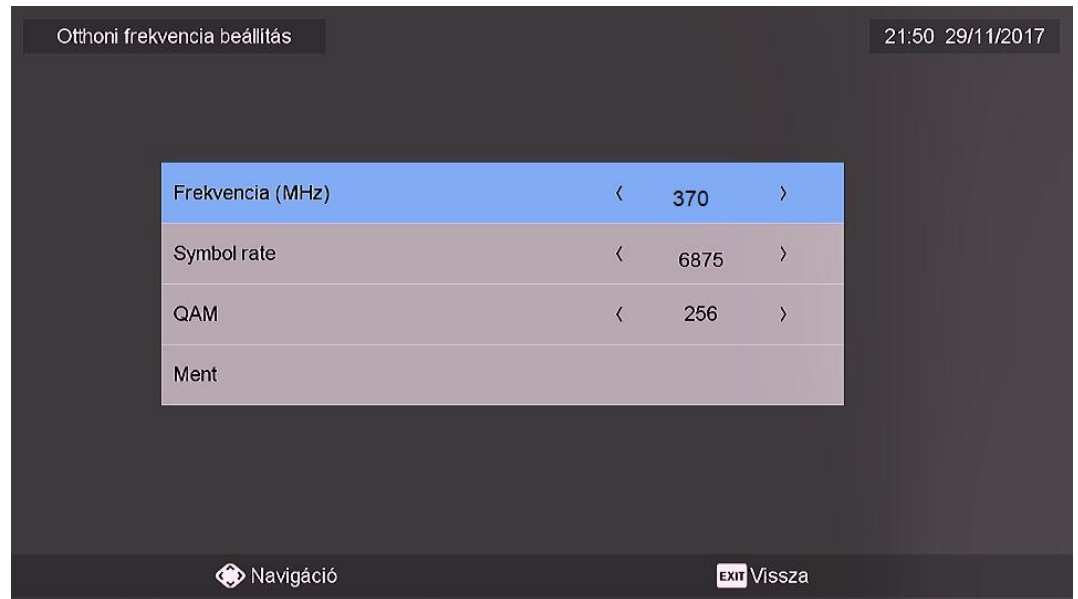 Otthoni frekvencia beállítás
21:50 29/11/2017
Frekvencia (MHz) 〈 370 〉
Symbol rate 〈 6875 〉
QAM 〈 256 〉
Ment
Navigáció
EXIT Vissza